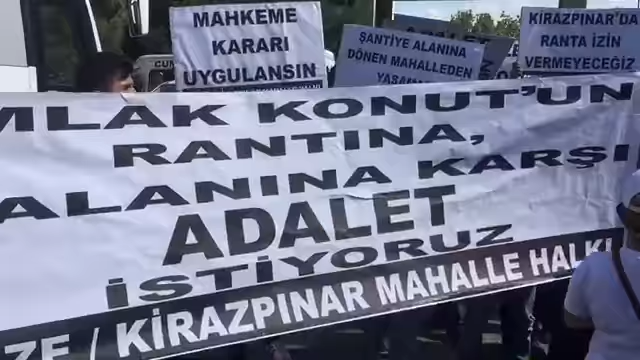 MAHKEME
KARARI
UYGULANSIN
ŞANTİYE ALANINA
DÖNEN MAHALLEDEN
KİRAZPINAR'DA
RANTA İZİN
VERMEYECEĞİZ
MLAK KONUT'UN
RANTINA,
ALANINA KARŞI
ADALET
İSTİYORUZ
ZE / KİRAZPINAR MAHALLE HALKI